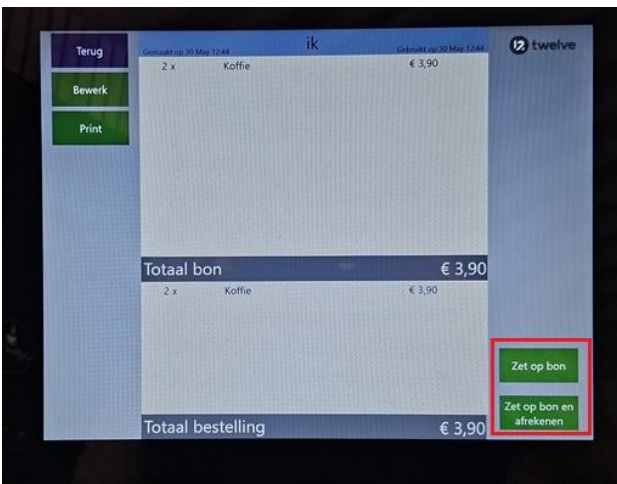 Terug
Bewerk
Print
ik
Gemaakt op 30 May 12:44
Gebruikt op 30 May 12:44
2 x Koffie € 3,90
Totaal bon € 3,90
2 x Koffie € 3,90
Totaal bestelling € 3,90
12 twelve
Zet op bon
Zet op bon en
afrekenen